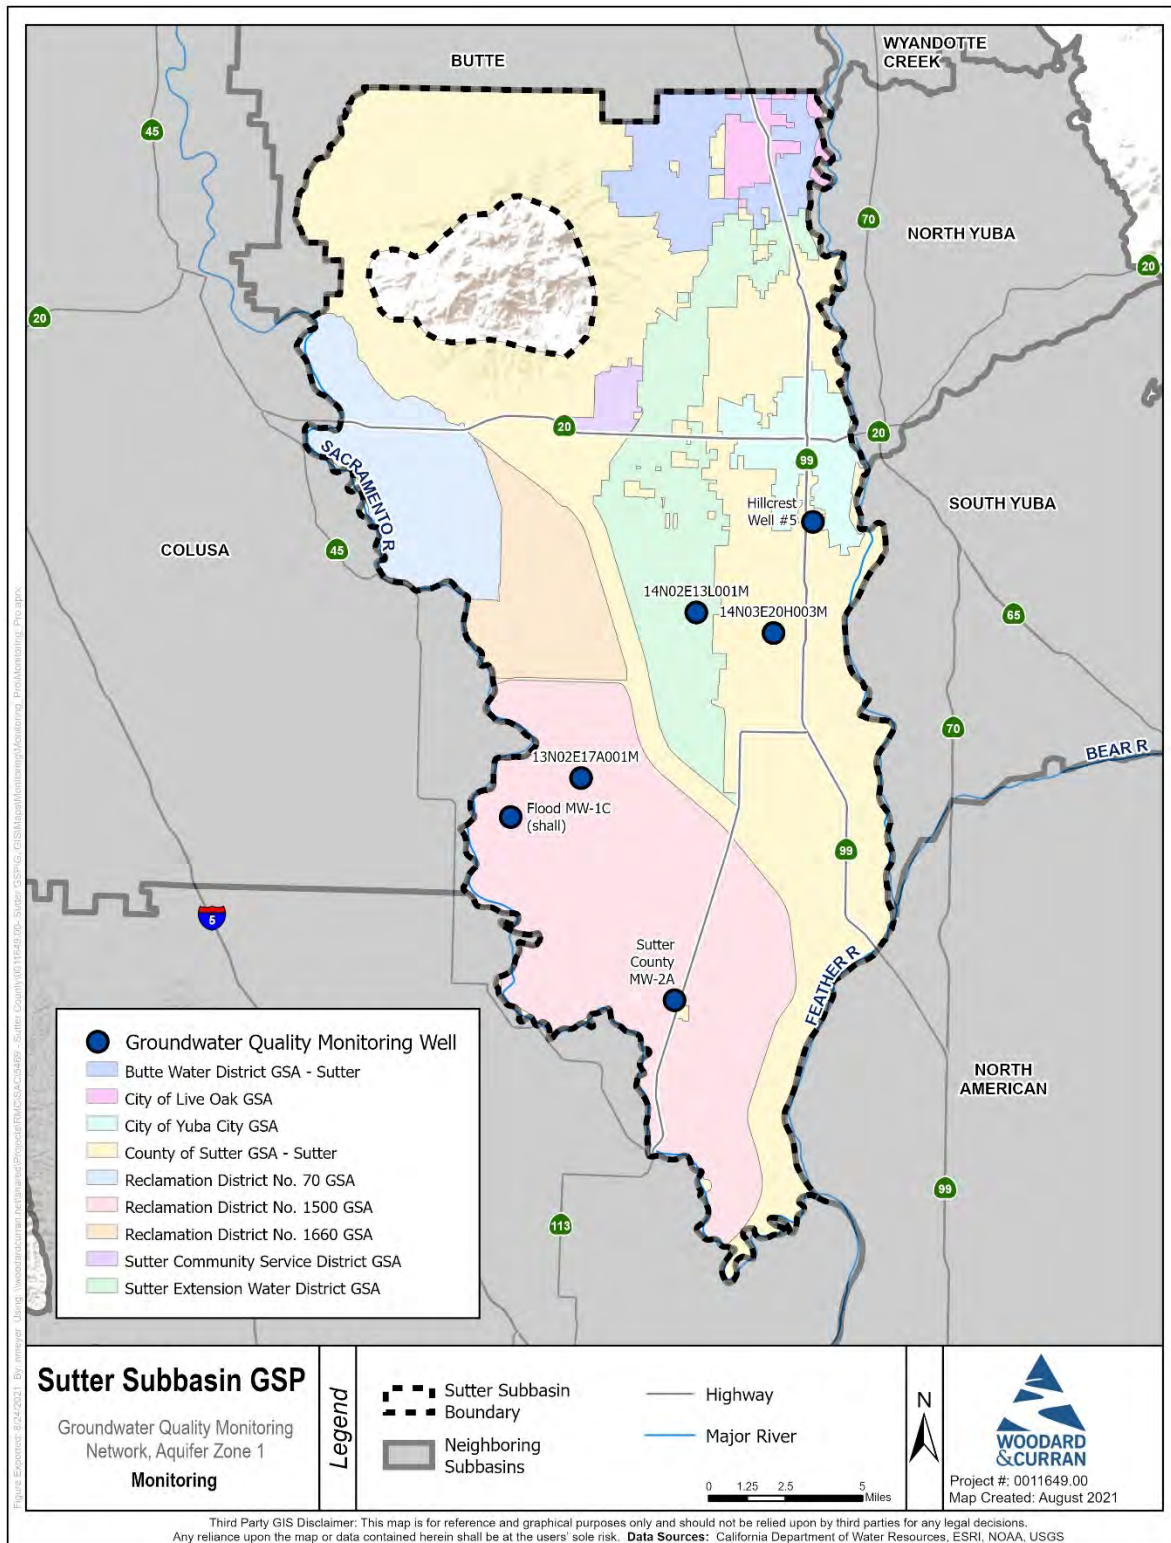 BUTTE
WYANDOTTE
CREEK
45
70
NORTH YUBA
20
20
20
20
SACRAMENTO R
99
Hillcrest
Well #5
SOUTH YUBA
COLUSA
45
14N02E13L001M
14N03E20H003M
65
70
BEAR R
13N02E17A001M
Flood MW-1C
(shall)
99
5
Sutter
County
MW-2A
FEATHER R
NORTH
AMERICAN
99
113
Groundwater Quality Monitoring Well
Butte Water District GSA - Sutter
City of Live Oak GSA
City of Yuba City GSA
County of Sutter GSA - Sutter
Reclamation District No. 70 GSA
Reclamation District No. 1500 GSA
Reclamation District No. 1660 GSA
Sutter Community Service District GSA
Sutter Extension Water District GSA
Sutter Subbasin GSP
Groundwater Quality Monitoring
Network, Aquifer Zone 1
Monitoring
Legend
Sutter Subbasin
Boundary
Neighboring
Subbasins
Highway
Major River
0 1.25 2.5 5
Miles
N
WOODARD
&CURRAN
Project #: 0011649.00
Map Created: August 2021
Third Party GIS Disclaimer: This map is for reference and graphical purposes only and should not be relied upon by third parties for any legal decisions.
Any reliance upon the map or data contained herein shall be at the users' sole risk. Data Sources: California Department of Water Resources, ESRI, NOAA, USGS